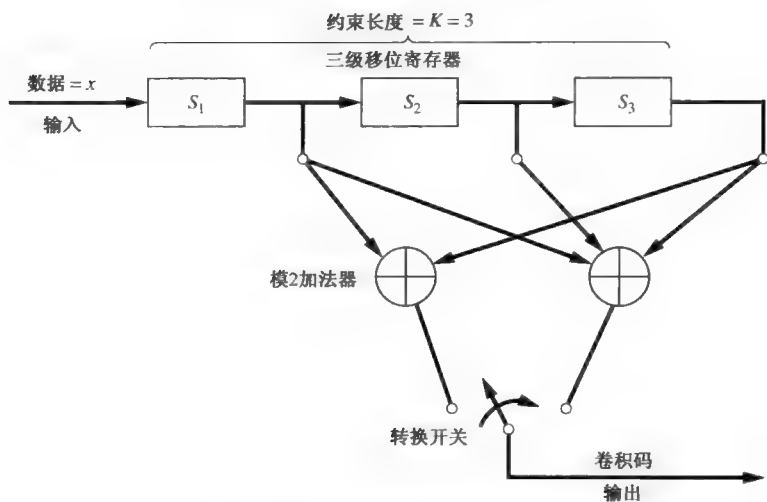 约束长度 = K = 3
三级移位寄存器
数据 = x
输入
S₁
S₂
S₃
模2加法器
转换开关
卷积码
输出